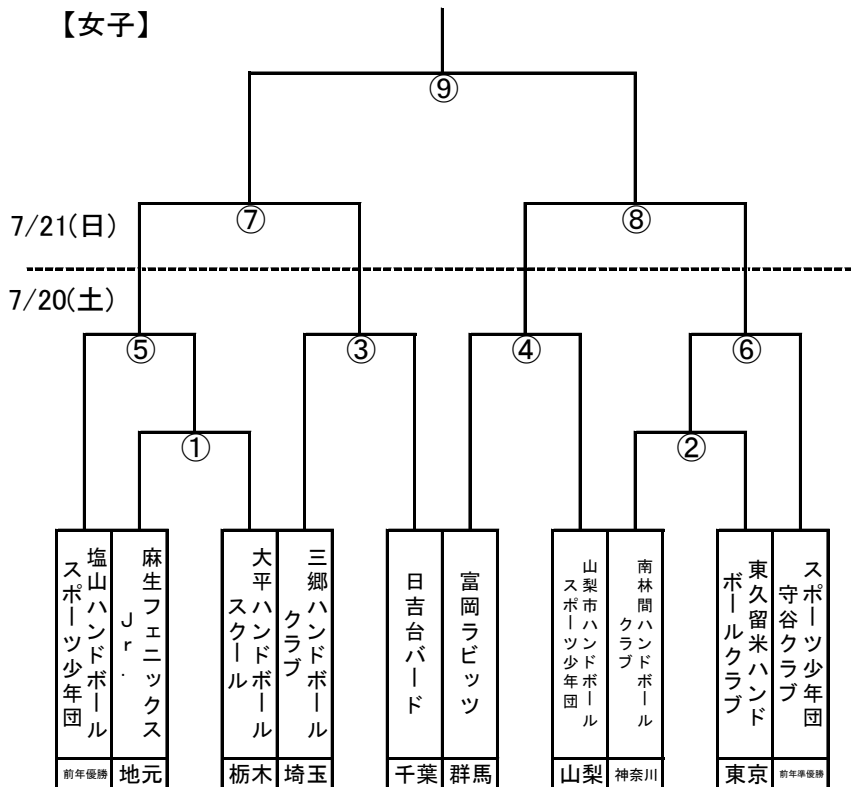 【女子】
⑨
⑦
⑧
7/21(日)
7/20(土)
⑤
③
④
⑥
①
②
塩山ハンドボール
スポーツ少年団
麻生フェニックス
Jr.
大平ハンドボール
スクール
三郷ハンドボール
クラブ
日吉台バード
富岡ラビッツ
山梨市ハンドボール
スポーツ少年団
南林間ハンドボール
クラブ
東久留米ハンド
ボールクラブ
スポーツ少年団
守谷クラブ
前年優勝
地元
栃木
埼玉
千葉
群馬
山梨
神奈川
東京
前年準優勝